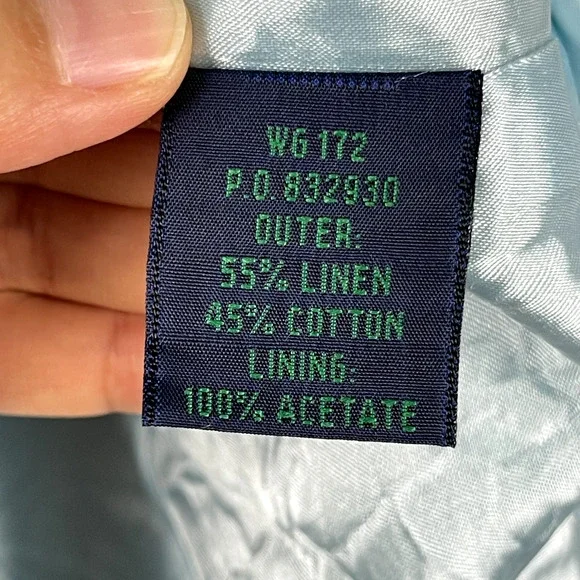 WG 172
P.O. 832930
OUTER:
55% LINEN
45% COTTON
LINING:
100% ACETATE